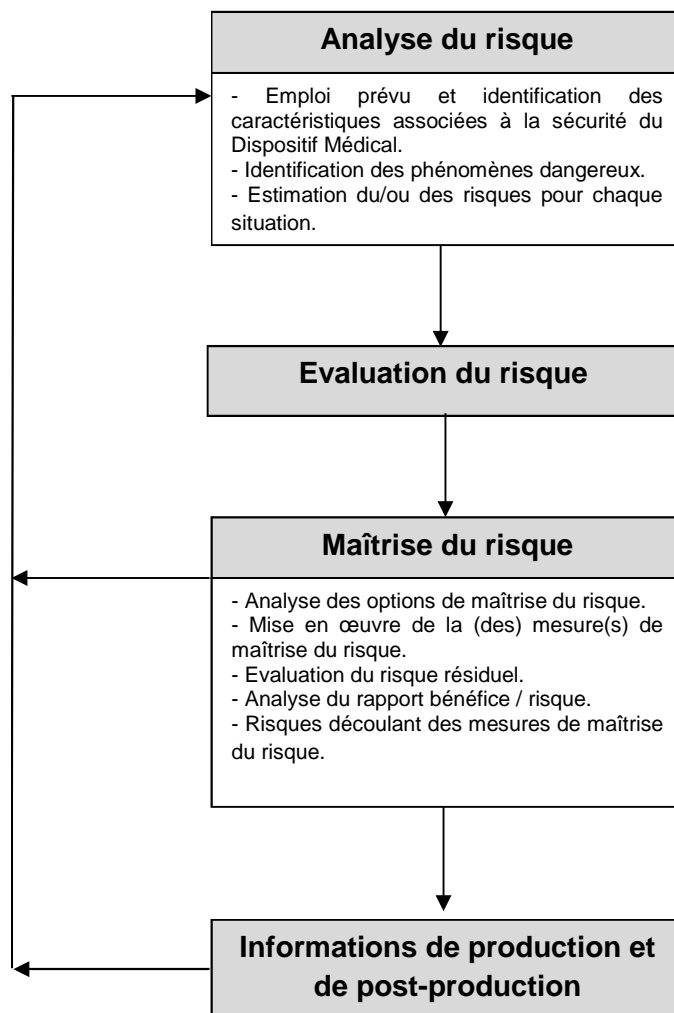 Analyse du risque
- Emploi prévu et identification des
caractéristiques associées à la sécurité du
Dispositif Médical.
- Identification des phénomènes dangereux.
- Estimation du/ou des risques pour chaque
situation.
Evaluation du risque
Maîtrise du risque
- Analyse des options de maîtrise du risque.
- Mise en œuvre de la (des) mesure(s) de
maîtrise du risque.
- Evaluation du risque résiduel.
- Analyse du rapport bénéfice / risque.
- Risques découlant des mesures de maîtrise
du risque.
Informations de production et
de post-production